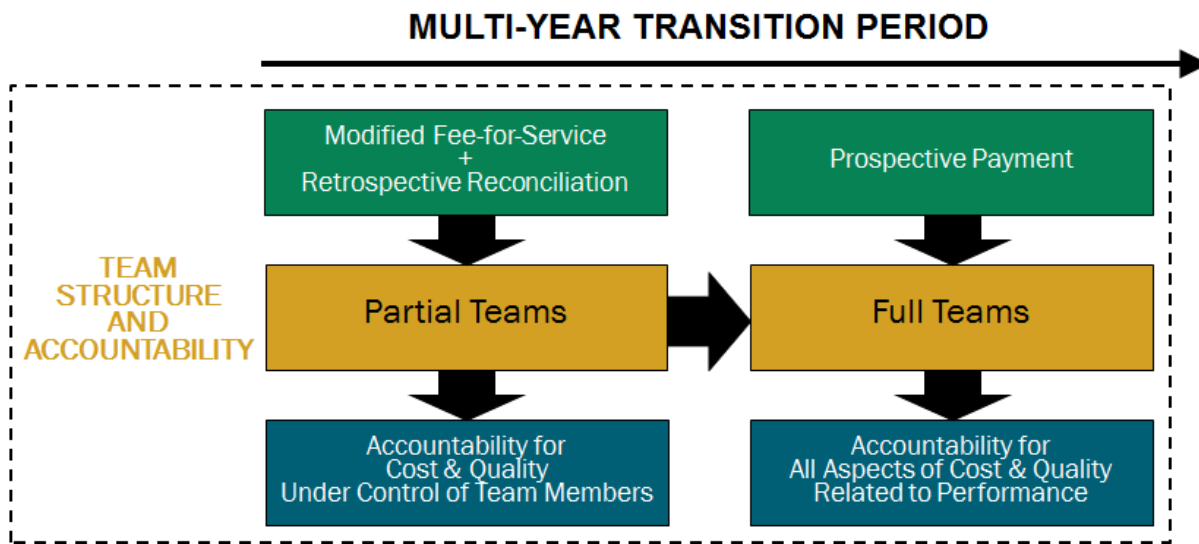 MULTI-YEAR TRANSITION PERIOD
Modified Fee-for-Service
+
Retrospective Reconciliation
Prospective Payment
TEAM
STRUCTURE
AND
ACCOUNTABILITY
Partial Teams
Full Teams
Accountability for
Cost & Quality
Under Control of Team Members
Accountability for
All Aspects of Cost & Quality
Related to Performance